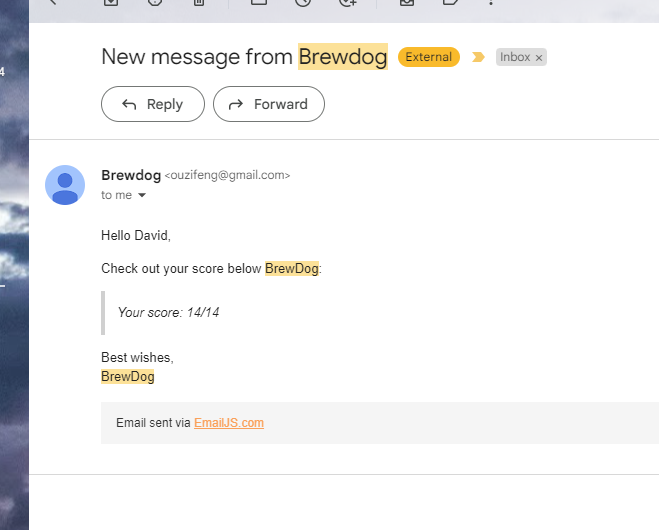 4
New message from Brewdog External Inbox ×
Reply Forward
Brewdog <ouzifeng@gmail.com>
to me
Hello David,
Check out your score below BrewDog:
Your score: 14/14
Best wishes,
BrewDog
Email sent via EmailJS.com